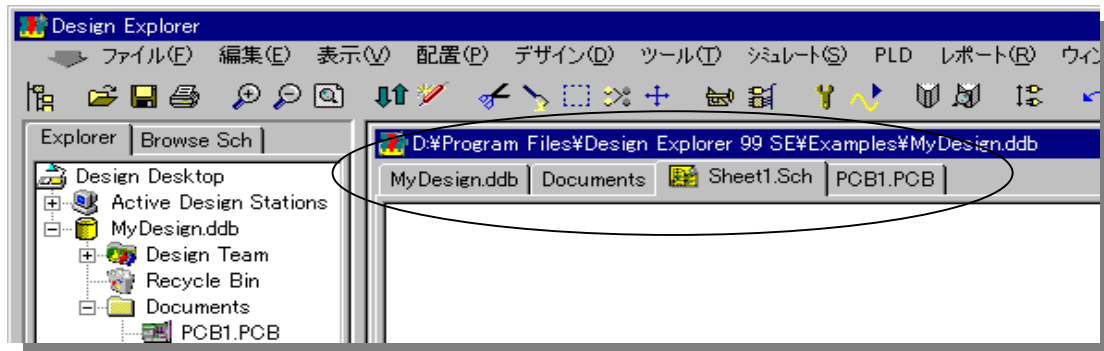 Design Explorer
ファイル(F) 編集(E) 表示(V) 配置(P) デザイン(D) ツール(T) シミュレート(S) PLD レポート(R) ウィン
Explorer Browse Sch
D:¥Program Files¥Design Explorer 99 SE¥Examples¥MyDesign.ddb
MyDesign.ddb Documents Sheet1.Sch PCB1.PCB
Design Desktop
Active Design Stations
MyDesign.ddb
Design Team
Recycle Bin
Documents
PCB1.PCB